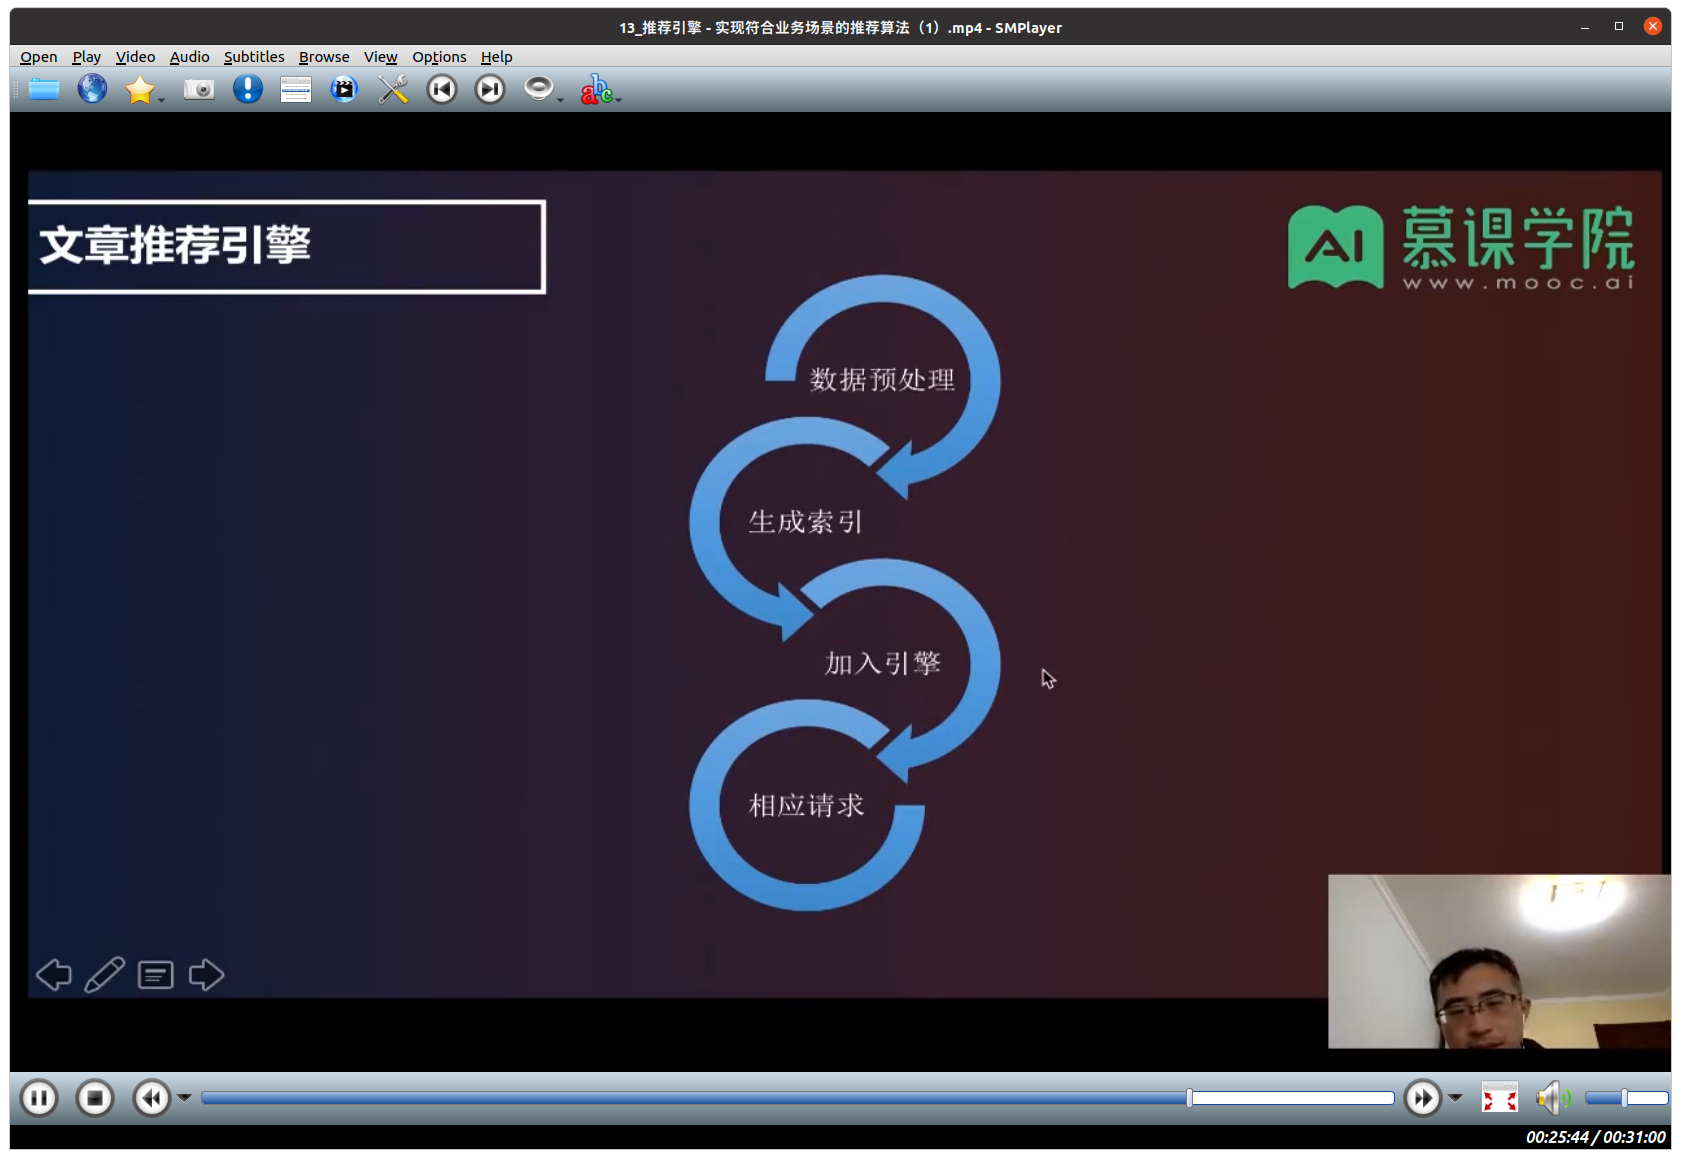 13_推荐引擎 - 实现符合业务场景的推荐算法（1）.mp4 - SMPlayer
Open Play Video Audio Subtitles Browse View Options Help
abc
文章推荐引擎
AI 慕课学院
www.mooc.ai
数据预处理
生成索引
加入引擎
相应请求
00:25:44 / 00:31:00